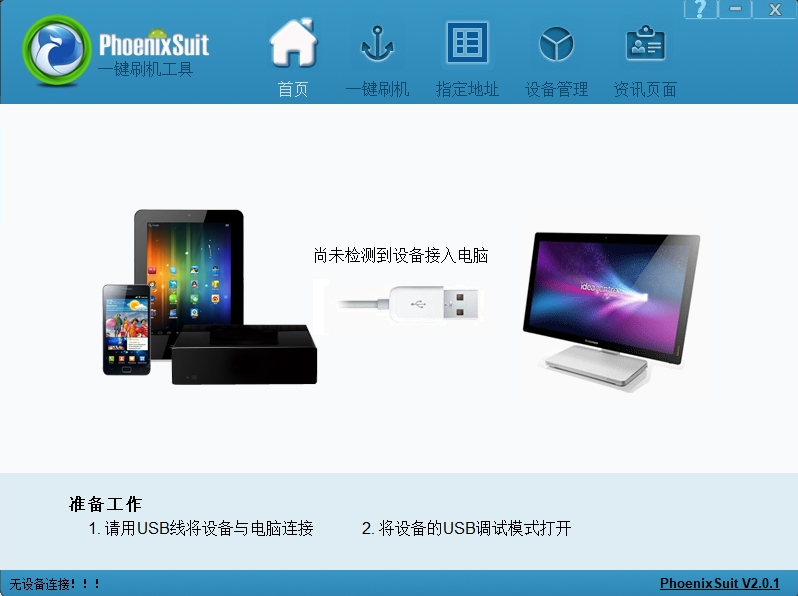 PhoenixSuit
一键刷机工具
首页
一键刷机
指定地址
设备管理
资讯页面
尚未检测到设备接入电脑
准备工作
1. 请用USB线将设备与电脑连接
2. 将设备的USB调试模式打开
无设备连接！！！
PhoenixSuit V2.0.1